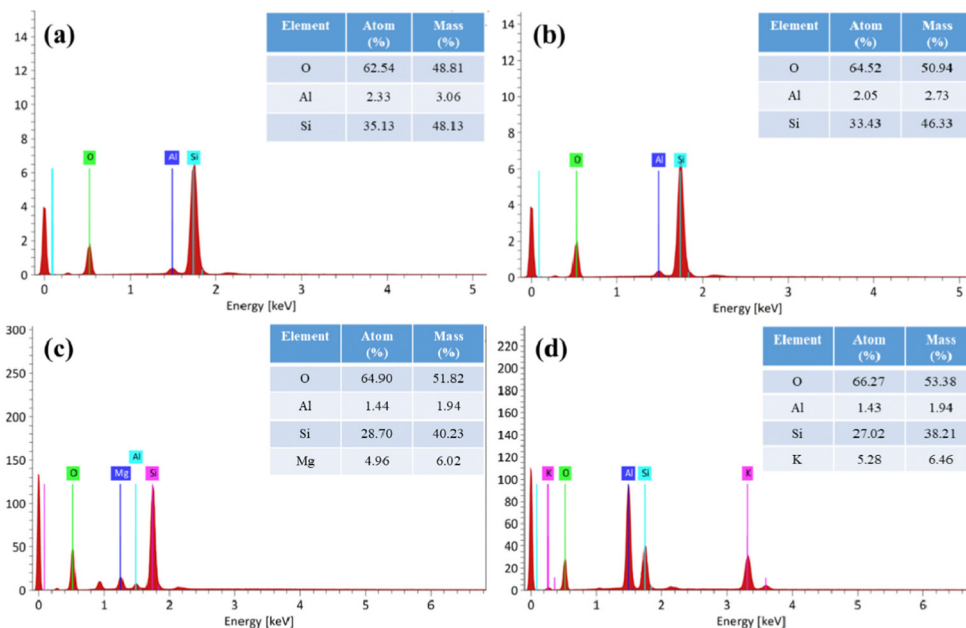 (a)
Element Atom (%) Mass (%)
O 62.54 48.81
Al 2.33 3.06
Si 35.13 48.13
14
12
10
8
6
4
2
0
O Al Si
0 1 2 3 4 5
Energy [keV]
(b)
Element Atom (%) Mass (%)
O 64.52 50.94
Al 2.05 2.73
Si 33.43 46.33
14
12
10
8
6
4
2
0
O Al Si
0 1 2 3 4 5
Energy [keV]
(c)
Element Atom (%) Mass (%)
O 64.90 51.82
Al 1.44 1.94
Si 28.70 40.23
Mg 4.96 6.02
300
250
200
150
100
50
0
Al
O Mg Si
0 1 2 3 4 5 6
Energy [keV]
(d)
Element Atom (%) Mass (%)
O 66.27 53.38
Al 1.43 1.94
Si 27.02 38.21
K 5.28 6.46
220
200
180
160
140
120
100
80
60
40
20
0
K O Al Si K
0 1 2 3 4 5 6
Energy [keV]